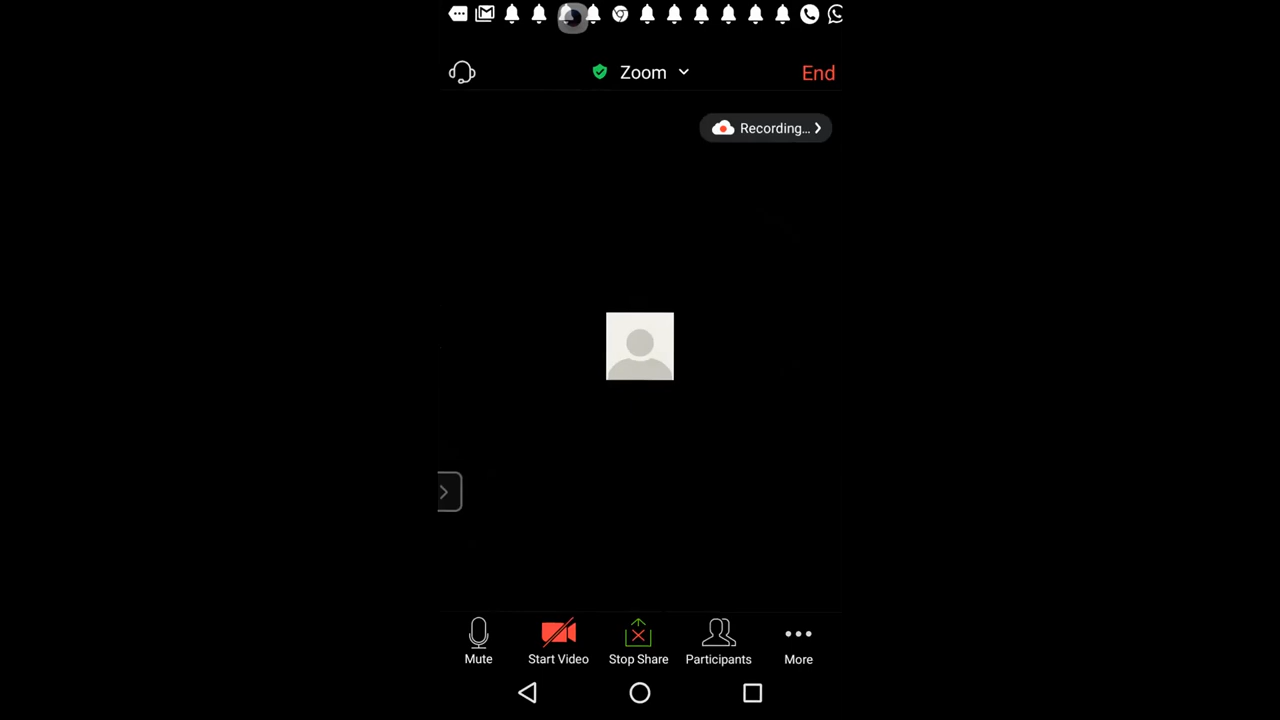 Zoom
End
Recording...
Mute
Start Video
Stop Share
Participants
More